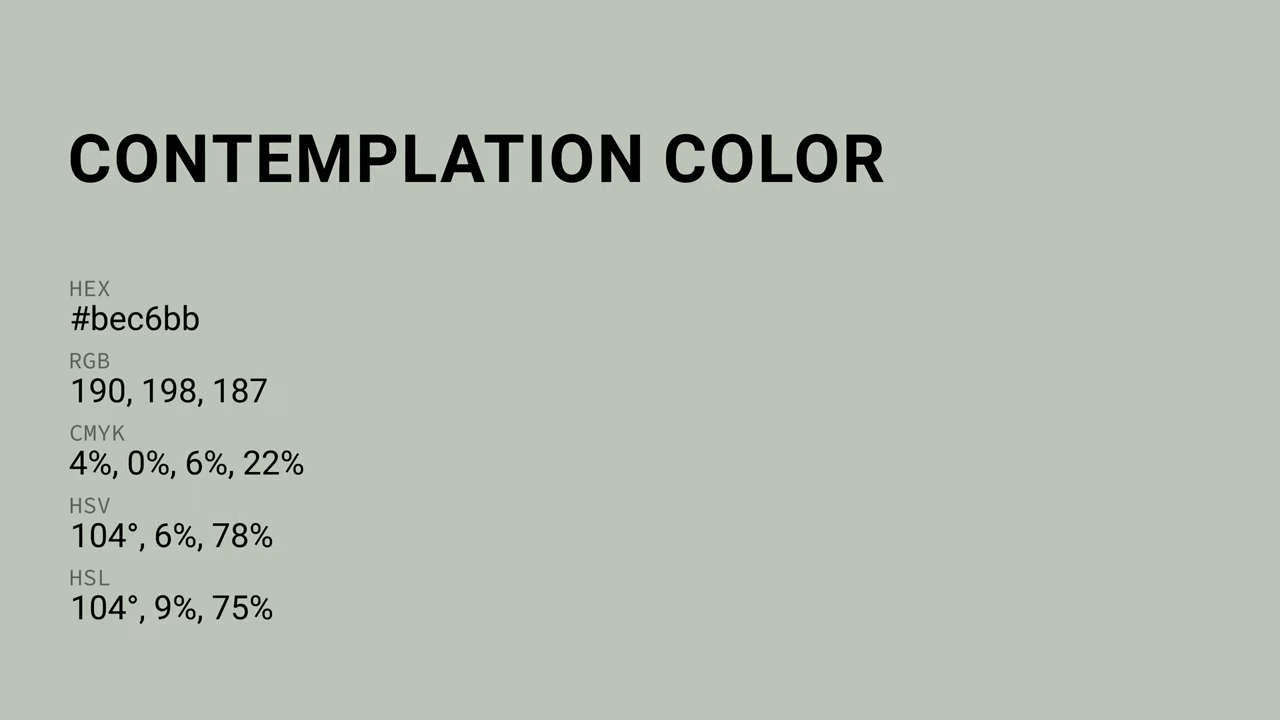 CONTEMPLATION COLOR
HEX
#bec6bb
RGB
190, 198, 187
CMYK
4%, 0%, 6%, 22%
HSV
104°, 6%, 78%
HSL
104°, 9%, 75%